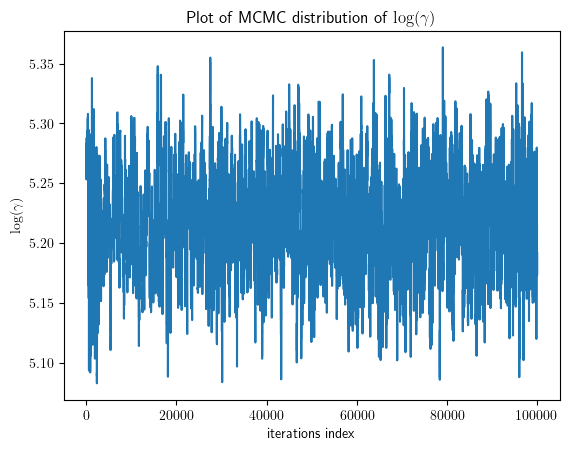 Plot of MCMC distribution of log(γ)
log(γ)
5.35
5.30
5.25
5.20
5.15
5.10
0 20000 40000 60000 80000 100000
iterations index